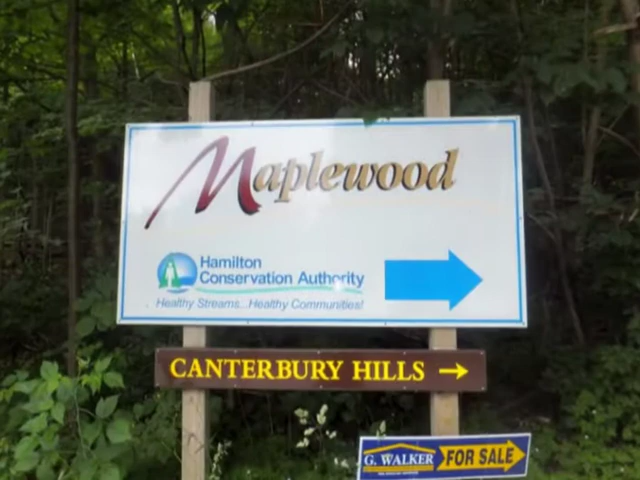 Maplewood
Hamilton
Conservation Authority
Healthy Streams...Healthy Communities!
CANTERBURY HILLS
G. WALKER FOR SALE